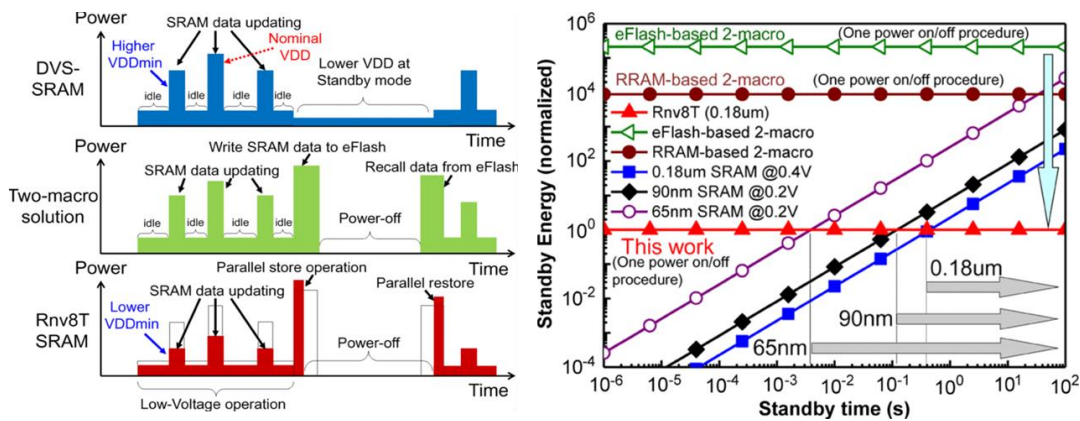 Power
SRAM data updating
Higher
VDDmin
Nominal
VDD
DVS-
SRAM
Lower VDD at
Standby mode
idle
idle
idle
idle
Time
Power
Write SRAM data to eFlash
SRAM data updating
Recall data from eFlash
Two-macro
solution
idle
idle
idle
idle
Power-off
Time
Power
Parallel store operation
SRAM data updating
Parallel restore
Lower
VDDmin
Rnv8T
SRAM
Power-off
Time
Low-Voltage operation
Standby Energy (normalized)
10^6
10^4
10^2
10^0
10^-2
10^-4
eFlash-based 2-macro
(One power on/off procedure)
RRAM-based 2-macro
(One power on/off procedure)
Rnv8T (0.18um)
eFlash-based 2-macro
RRAM-based 2-macro
0.18um SRAM @0.4V
90nm SRAM @0.2V
65nm SRAM @0.2V
This work
(One power on/off
procedure)
0.18um
90nm
65nm
10^-6 10^-5 10^-4 10^-3 10^-2 10^-1 10^0 10^1 10^2
Standby time (s)